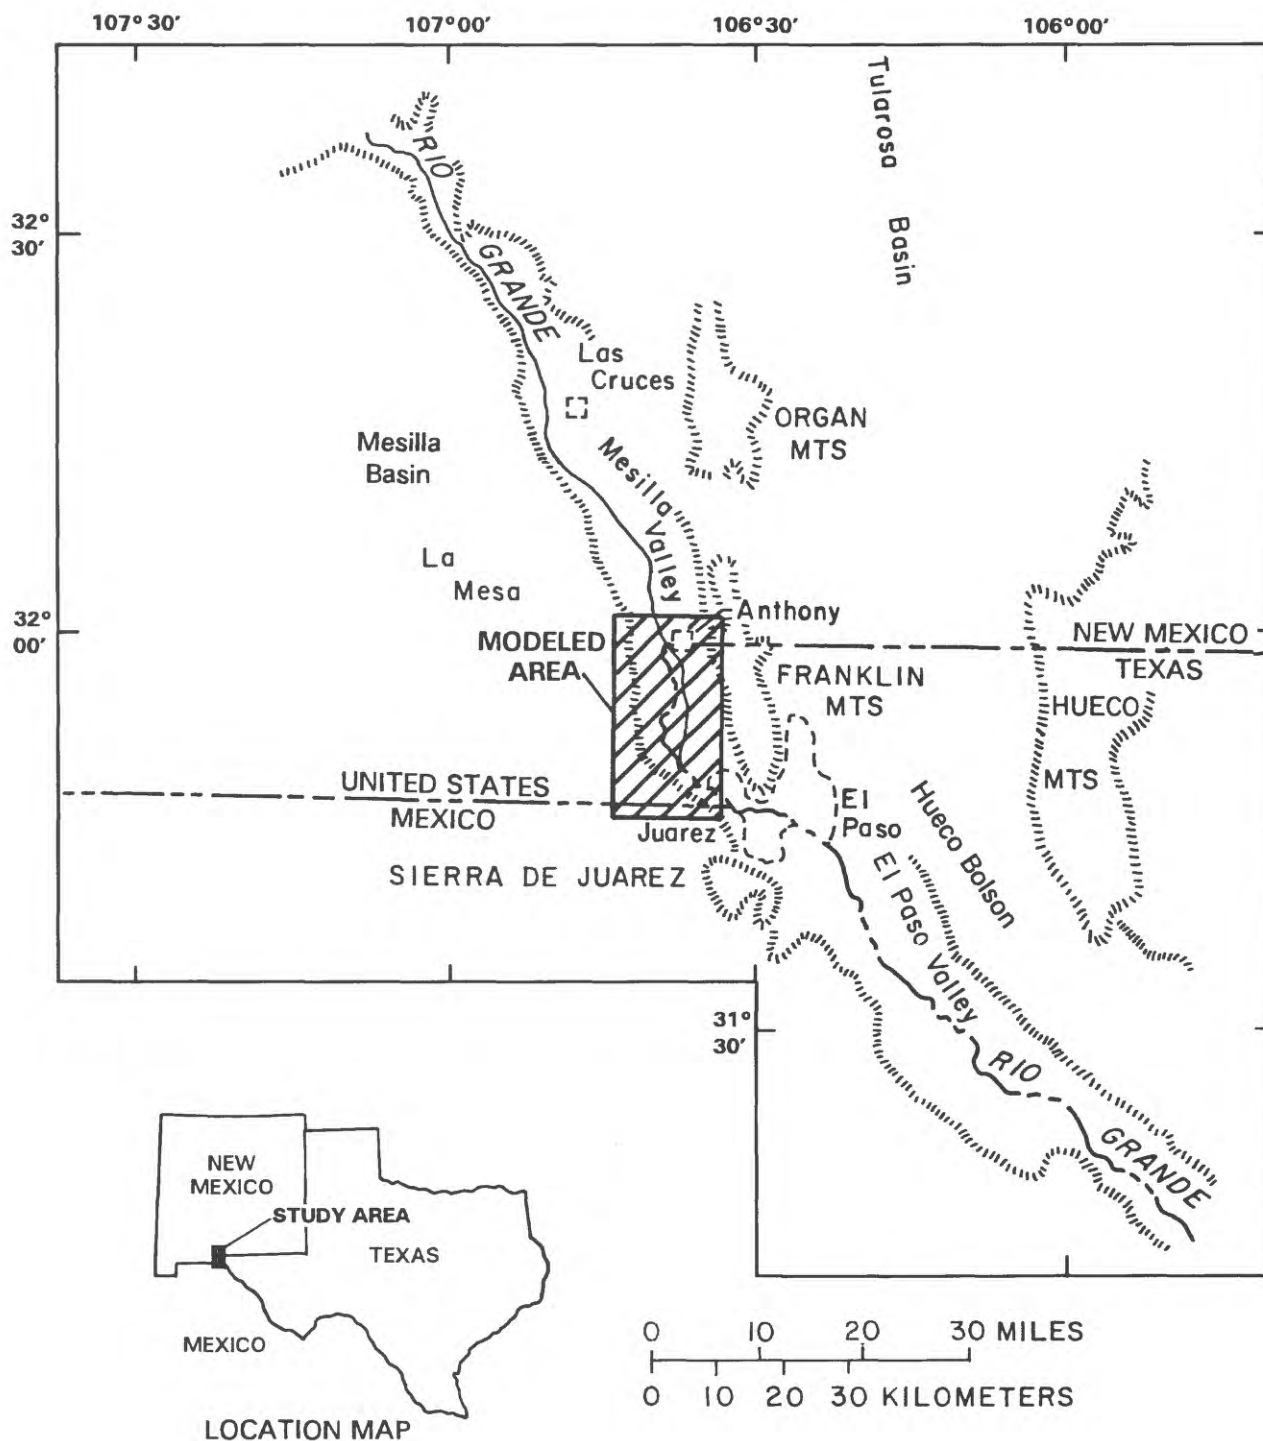 107°30′ 107°00′ 106°30′ 106°00′
Tularosa
Basin
RIO
GRANDE
32°
30′
Las
Cruces
ORGAN
MTS
Mesilla
Basin
Mesilla
Valley
La
Mesa
Anthony
32°
00′
MODELED
AREA
NEW MEXICO
TEXAS
FRANKLIN
MTS
HUECO
MTS
UNITED STATES
MEXICO
El
Paso
Juarez
Hueco Bolson
SIERRA DE JUAREZ
El Paso Valley
31°
30′
RIO
GRANDE
NEW
MEXICO
STUDY AREA
TEXAS
MEXICO
LOCATION MAP
0 10 20 30 MILES
0 10 20 30 KILOMETERS